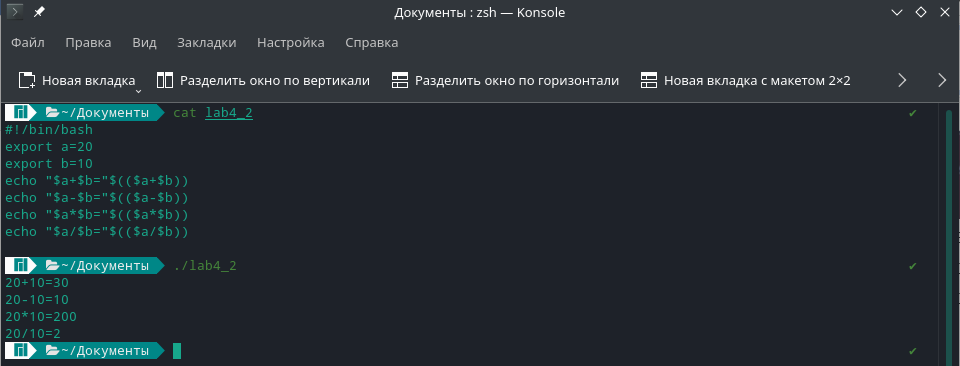 Документы : zsh — Konsole
Файл Правка Вид Закладки Настройка Справка
Новая вкладка Разделить окно по вертикали Разделить окно по горизонтали Новая вкладка с макетом 2×2
~/Документы cat lab4_2 ✔
#!/bin/bash
export a=20
export b=10
echo "$a+$b="$(($a+$b))
echo "$a-$b="$(($a-$b))
echo "$a*$b="$(($a*$b))
echo "$a/$b="$(($a/$b))
~/Документы ./lab4_2 ✔
20+10=30
20-10=10
20*10=200
20/10=2
~/Документы ✔